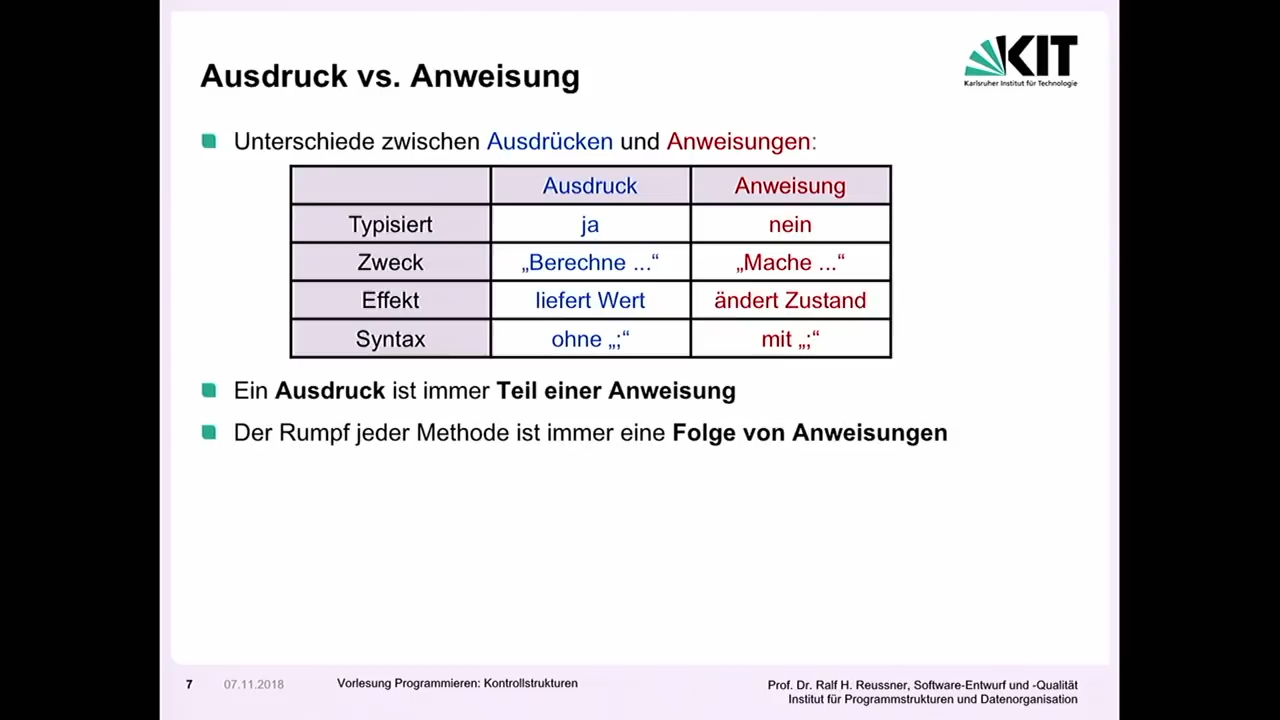 KIT
Karlsruher Institut für Technologie
Ausdruck vs. Anweisung
Unterschiede zwischen Ausdrücken und Anweisungen:
Ausdruck Anweisung
Typisiert ja nein
Zweck „Berechne ...“ „Mache ...“
Effekt liefert Wert ändert Zustand
Syntax ohne „;“ mit „;“
Ein Ausdruck ist immer Teil einer Anweisung
Der Rumpf jeder Methode ist immer eine Folge von Anweisungen
7 07.11.2018 Vorlesung Programmieren: Kontrollstrukturen Prof. Dr. Ralf H. Reussner, Software-Entwurf und -Qualität
Institut für Programmstrukturen und Datenorganisation